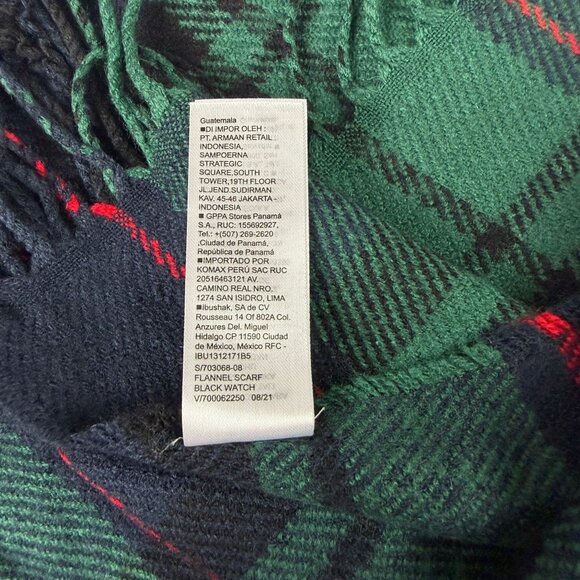 Guatemala
■DI IMPOR OLEH :
PT. ARMAAN RETAIL
INDONESIA,
SAMPOERNA
STRATEGIC
SQUARE,SOUTH
TOWER,19TH FLOOR
JL.JEND.SUDIRMAN
KAV. 45-46 JAKARTA -
INDONESIA
■ GPPA Stores Panamá
S.A., RUC: 155692927,
Tel.: +(507) 269-2620
,Ciudad de Panamá,
República de Panamá
■IMPORTADO POR
KOMAX PERÚ SAC RUC
20516463121 AV.
CAMINO REAL NRO.
1274 SAN ISIDRO, LIMA
■Ibushak, SA de CV
Rousseau 14 Of 802A Col.
Anzures Del. Miguel
Hidalgo CP 11590 Ciudad
de México, México RFC -
IBU1312171B5
S/703068-08
FLANNEL SCARF
BLACK WATCH
V/700062250 08/21